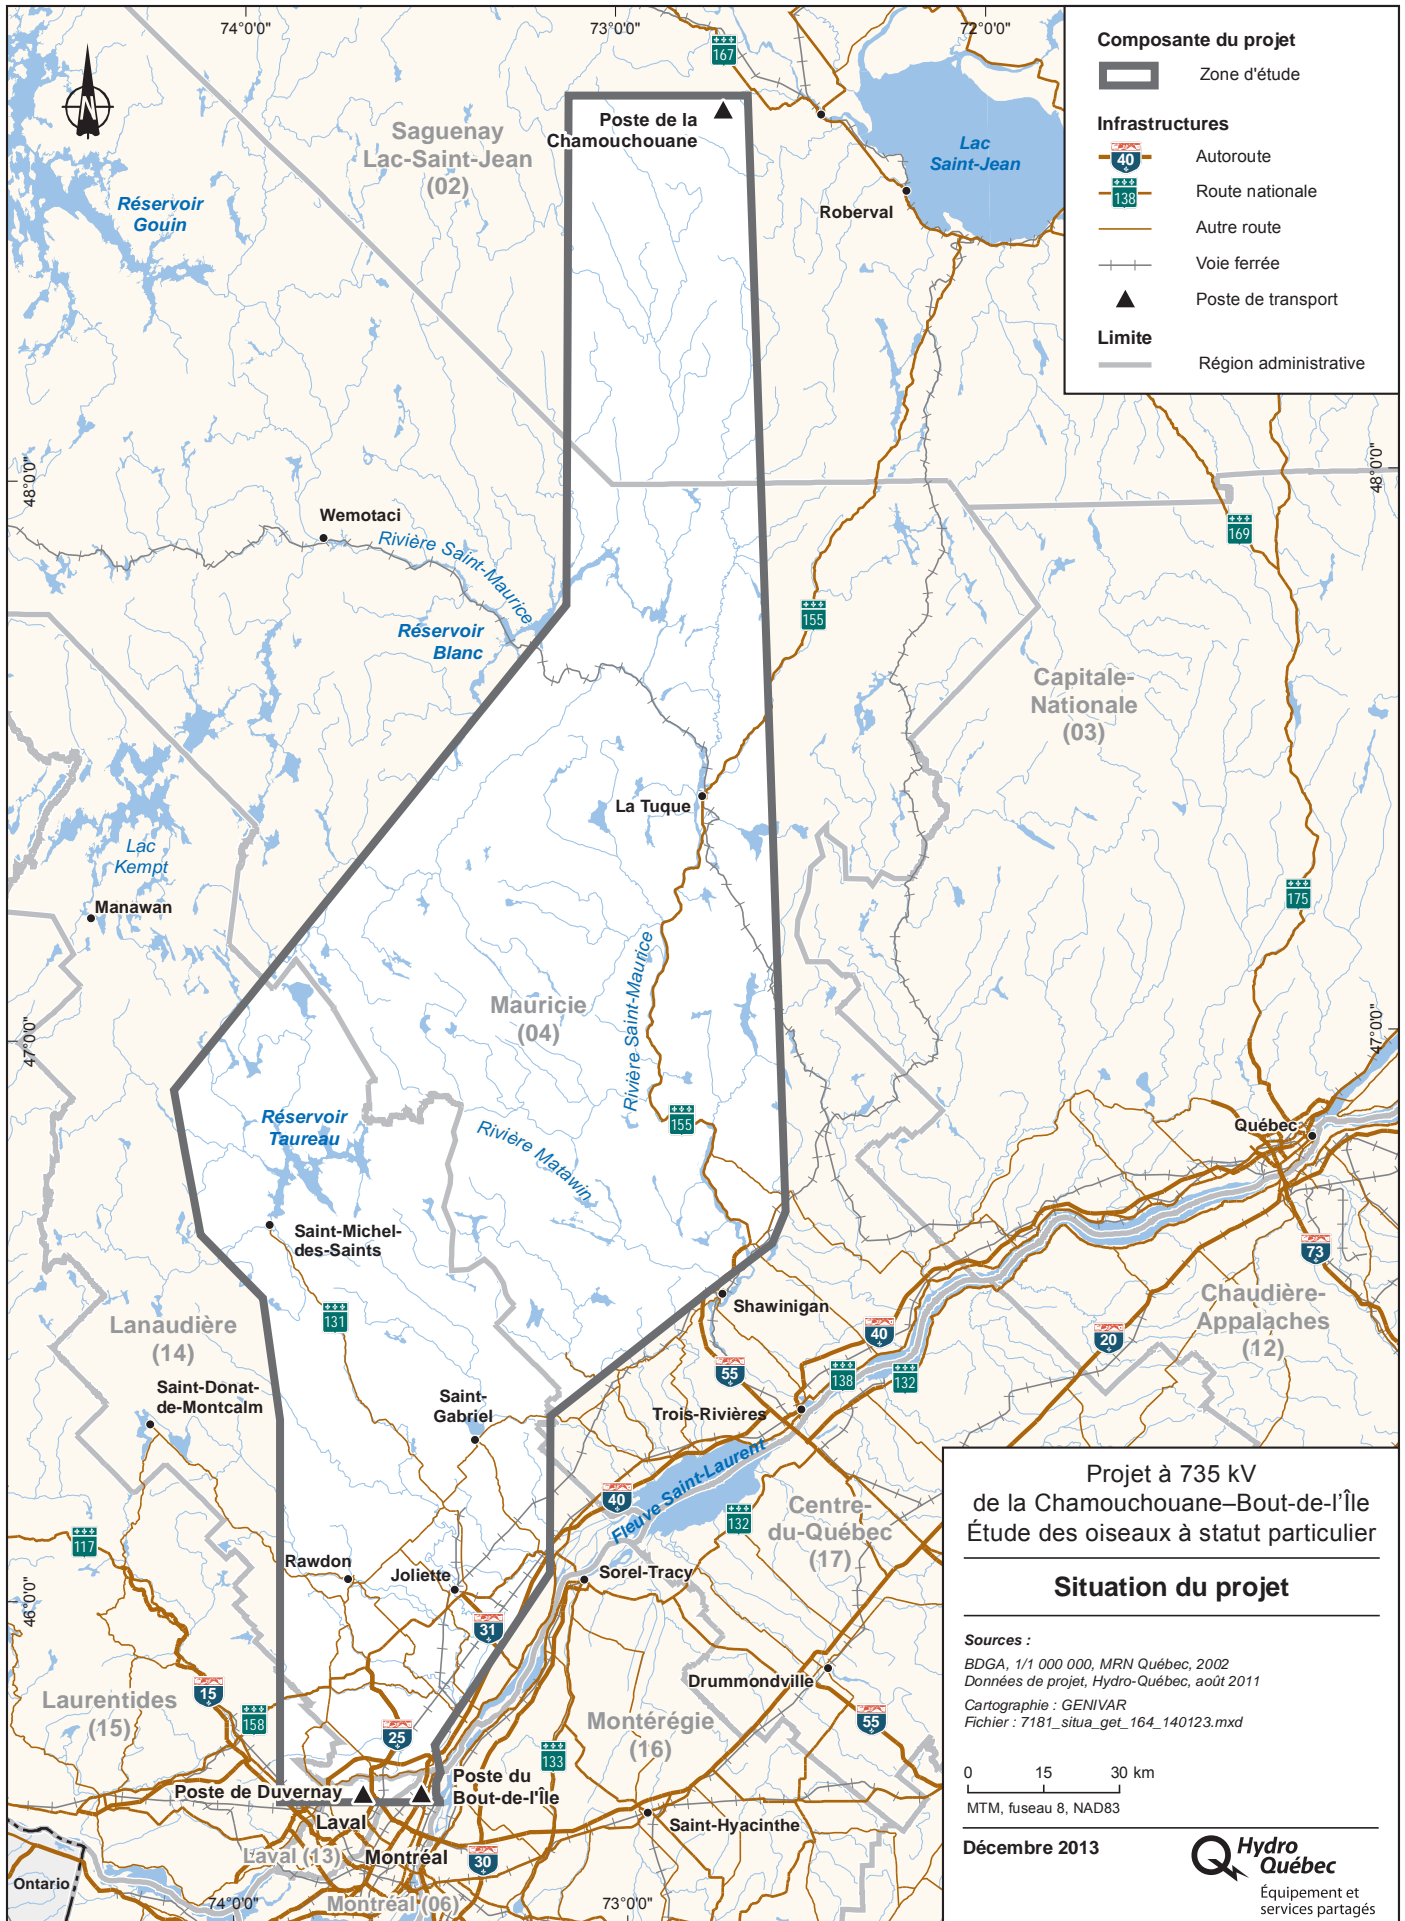 74°0'0"
73°0'0"
72°0'0"
167
Composante du projet
Zone d'étude
Infrastructures
40
Autoroute
138
Route nationale
Autre route
Voie ferrée
Poste de transport
Limite
Région administrative
N
Saguenay
Lac-Saint-Jean
(02)
Poste de la
Chamouchouane
Lac
Saint-Jean
Roberval
Réservoir
Gouin
48°0'0"
48°0'0"
Wemotaci
Rivière Saint-Maurice
169
155
Réservoir
Blanc
Capitale-
Nationale
(03)
La Tuque
Lac
Kempt
Manawan
175
Rivière Saint-Maurice
Mauricie
(04)
47°0'0"
47°0'0"
Réservoir
Taureau
155
Rivière Matawin
Québec
Saint-Michel-
des-Saints
73
Shawinigan
131
Lanaudière
(14)
40
20
Chaudière-
Appalaches
(12)
55
138
132
Saint-Donat-
de-Montcalm
Saint-
Gabriel
Trois-Rivières
Fleuve Saint-Laurent
40
132
Centre-
du-Québec
(17)
117
Rawdon
Joliette
Sorel-Tracy
46°0'0"
31
Drummondville
15
Laurentides
(15)
158
25
Montérégie
(16)
55
133
Poste de Duvernay
Poste du
Bout-de-l'Île
Laval
Saint-Hyacinthe
Laval (13)
Montréal
30
Ontario
74°0'0"
Montréal (06)
73°0'0"
Projet à 735 kV
de la Chamouchouane–Bout-de-l'Île
Étude des oiseaux à statut particulier
Situation du projet
Sources :
BDGA, 1/1 000 000, MRN Québec, 2002
Données de projet, Hydro-Québec, août 2011
Cartographie : GENIVAR
Fichier : 7181_situa_get_164_140123.mxd
0 15 30 km
MTM, fuseau 8, NAD83
Décembre 2013
Hydro
Québec
Équipement et
services partagés